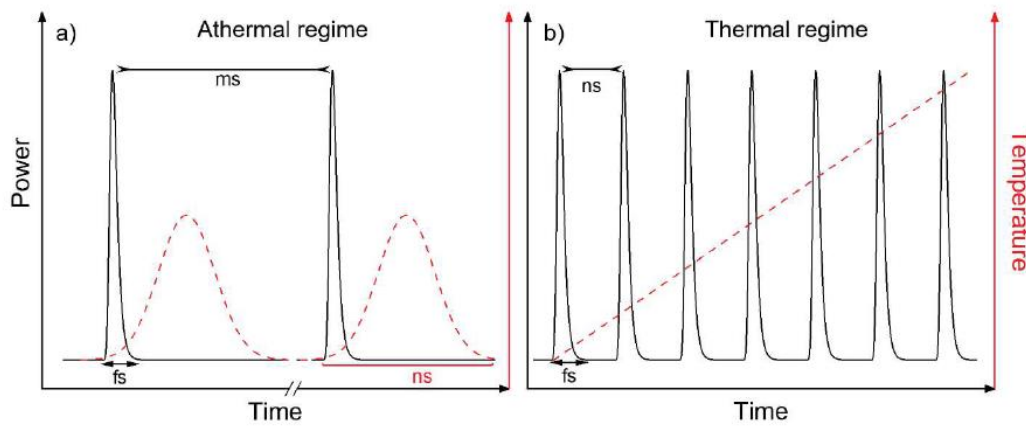 a)
Athermal regime
ms
Power
fs
ns
Time
b)
Thermal regime
ns
fs
Time
Temperature